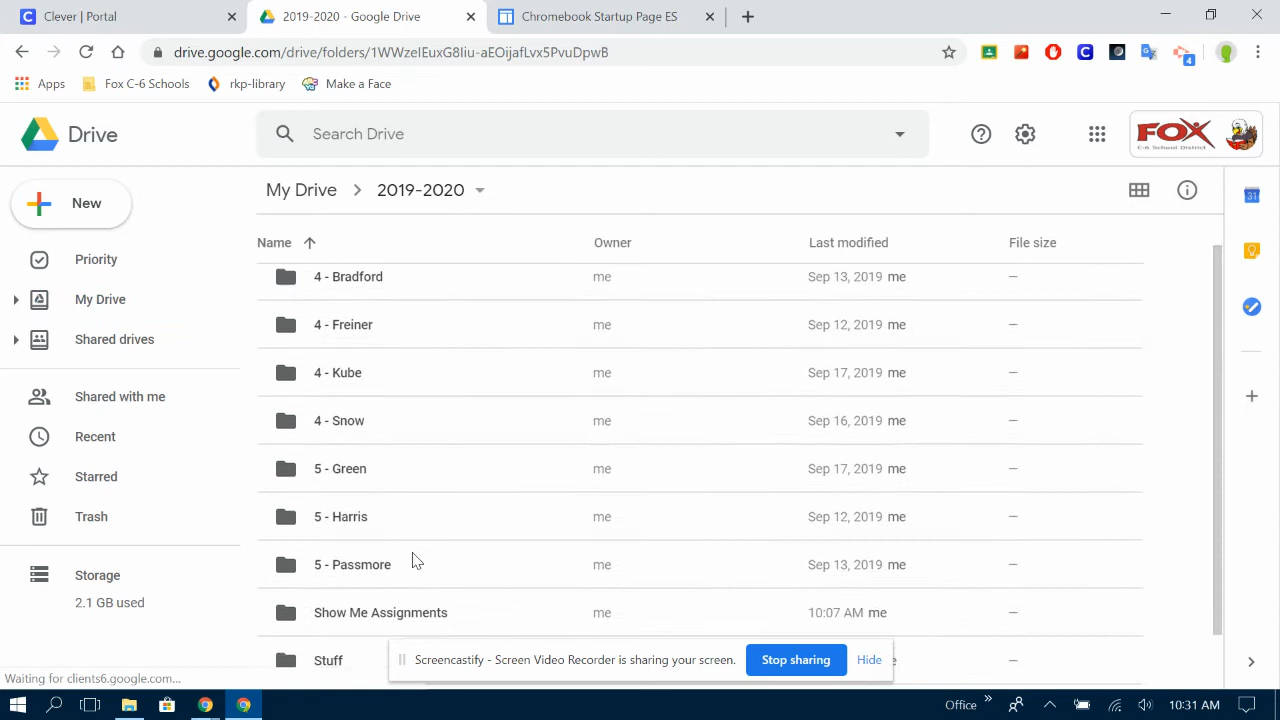 Clever | Portal
2019-2020 - Google Drive
Chromebook Startup Page ES
drive.google.com/drive/folders/1WWzeIEuxG8Iiu-aEOjjafLvx5PvuDpwB
4
Apps
Fox C-6 Schools
rkp-library
Make a Face
Drive
Search Drive
FOX
C-6 School District
New
My Drive
2019-2020
31
Name
Owner
Last modified
File size
Priority
My Drive
Shared drives
Shared with me
Recent
Starred
Trash
Storage
2.1 GB used
4 - Bradford me Sep 13, 2019 me —
4 - Freiner me Sep 12, 2019 me —
4 - Kube me Sep 17, 2019 me —
4 - Snow me Sep 16, 2019 me —
5 - Green me Sep 17, 2019 me —
5 - Harris me Sep 12, 2019 me —
5 - Passmore me Sep 13, 2019 me —
Show Me Assignments me 10:07 AM me —
Stuff
Screencastify - Screen Video Recorder is sharing your screen.
Stop sharing
Hide
Waiting for clients6.google.com...
Office
10:31 AM